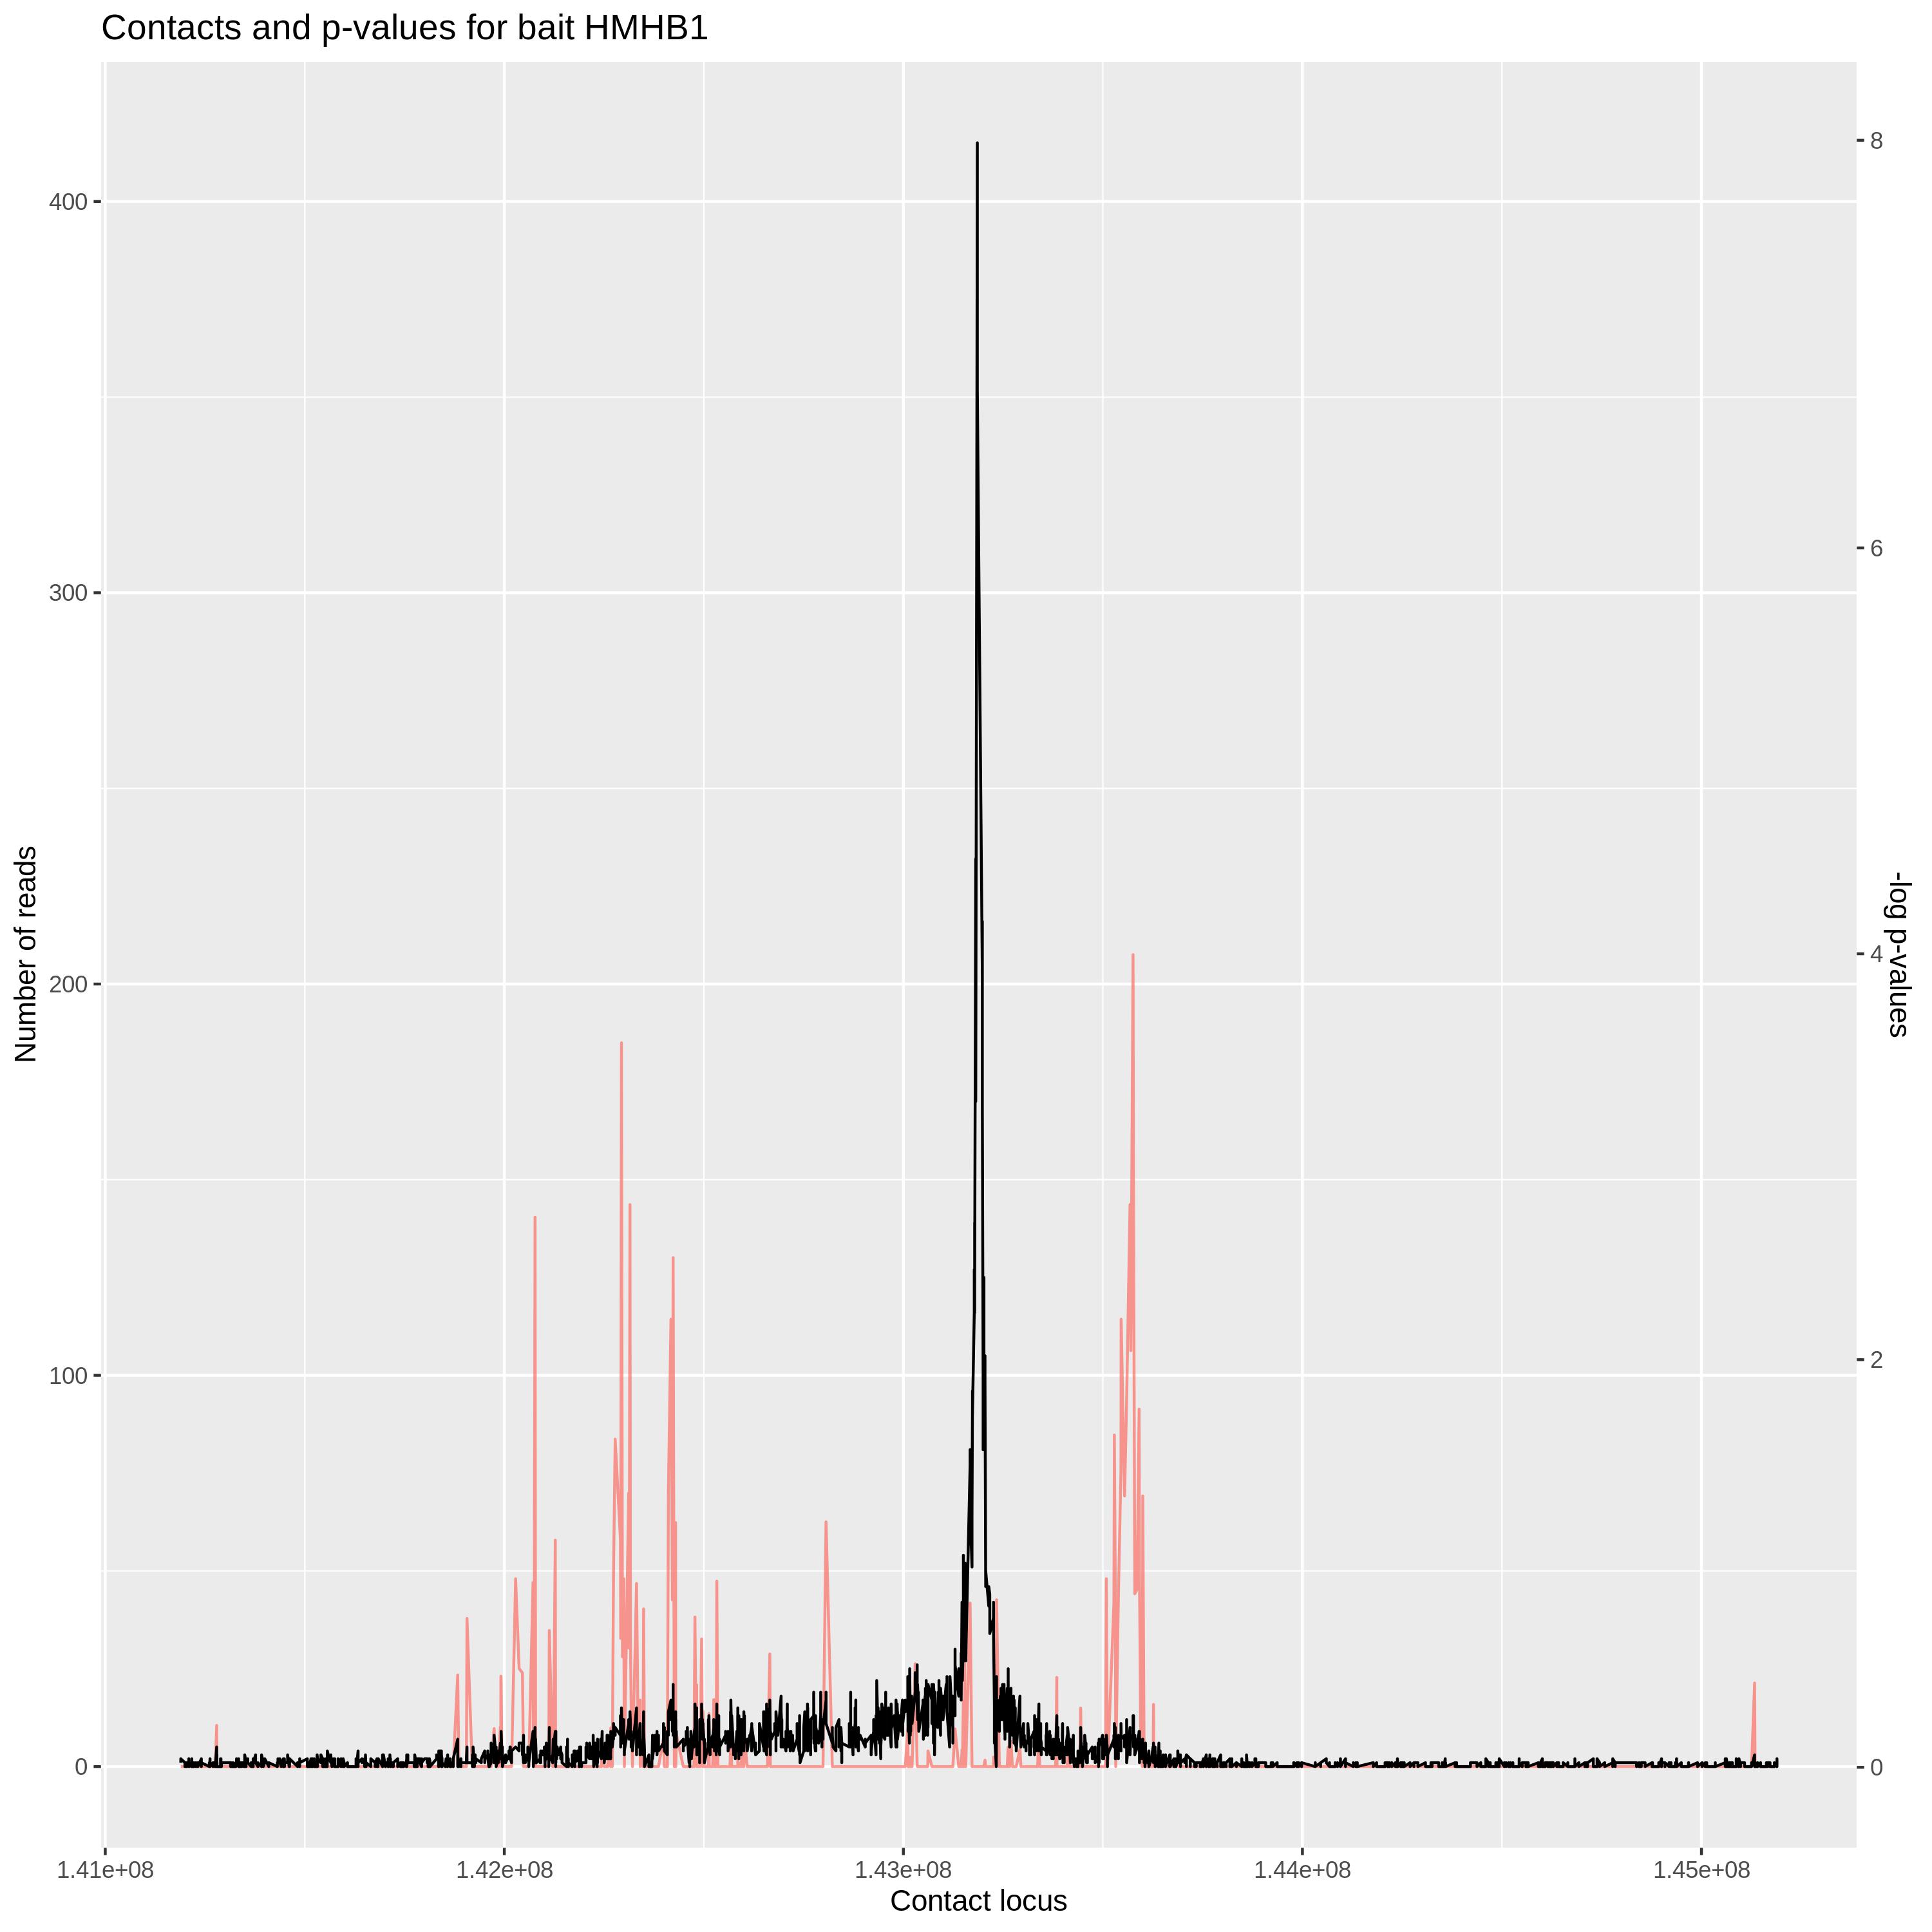 Contacts and p-values for bait HMHB1
Number of reads
400
300
200
100
0
8
6
4
2
0
-log p-values
1.41e+08
1.42e+08
1.43e+08
1.44e+08
1.45e+08
Contact locus